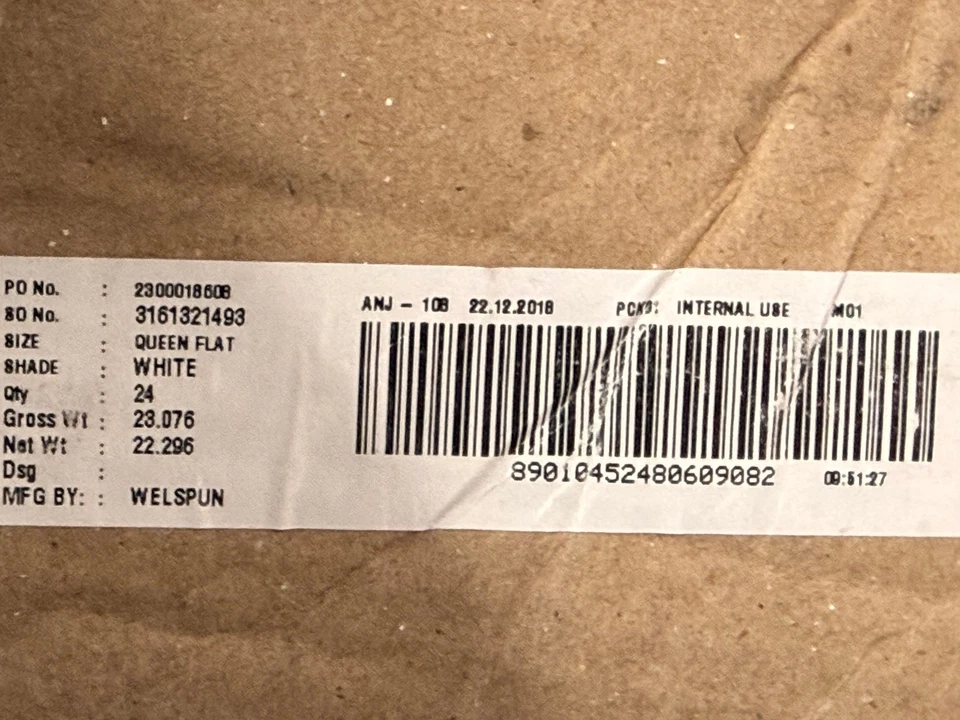 PO No. : 2300018608
SO No. : 3161321493
SIZE : QUEEN FLAT
SHADE : WHITE
Qty : 24
Gross Wt : 23.076
Net Wt : 22.296
Dsg :
MFG BY: : WELSPUN
ANJ - 108 22.12.2018 INTERNAL USE M01
89010452480609082 09:51:27